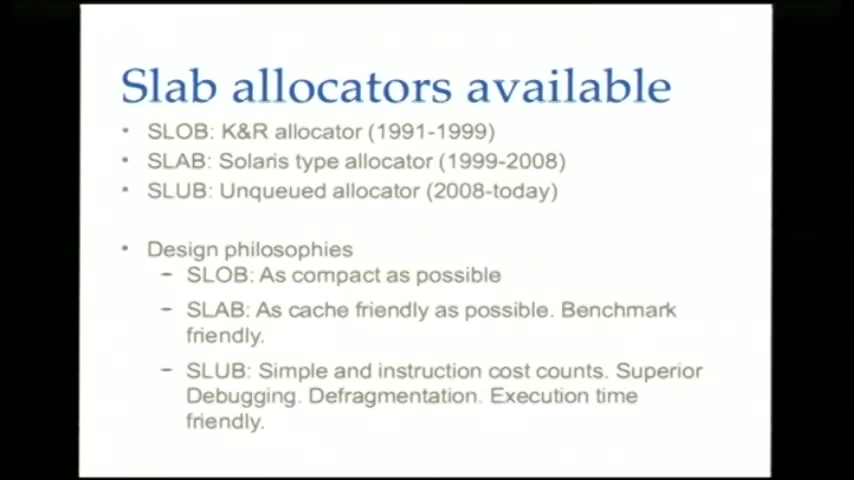 Slab allocators available
• SLOB: K&R allocator (1991-1999)
• SLAB: Solaris type allocator (1999-2008)
• SLUB: Unqueued allocator (2008-today)
• Design philosophies
– SLOB: As compact as possible
– SLAB: As cache friendly as possible. Benchmark
friendly.
– SLUB: Simple and instruction cost counts. Superior
Debugging. Defragmentation. Execution time
friendly.